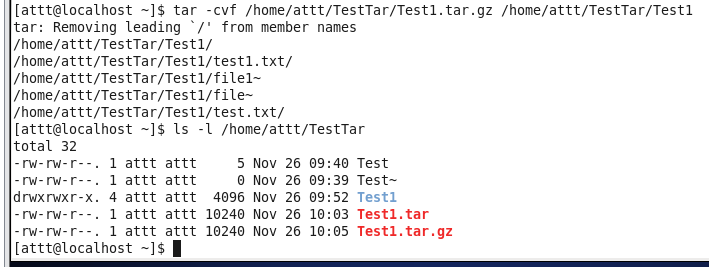 [attt@localhost ~]$ tar -cvf /home/attt/TestTar/Test1.tar.gz /home/attt/TestTar/Test1
tar: Removing leading `/' from member names
/home/attt/TestTar/Test1/
/home/attt/TestTar/Test1/test1.txt/
/home/attt/TestTar/Test1/file1~
/home/attt/TestTar/Test1/file~
/home/attt/TestTar/Test1/test.txt/
[attt@localhost ~]$ ls -l /home/attt/TestTar
total 32
-rw-rw-r--. 1 attt attt     5 Nov 26 09:40 Test
-rw-rw-r--. 1 attt attt     0 Nov 26 09:39 Test~
drwxrwxr-x. 4 attt attt  4096 Nov 26 09:52 Test1
-rw-rw-r--. 1 attt attt 10240 Nov 26 10:03 Test1.tar
-rw-rw-r--. 1 attt attt 10240 Nov 26 10:05 Test1.tar.gz
[attt@localhost ~]$